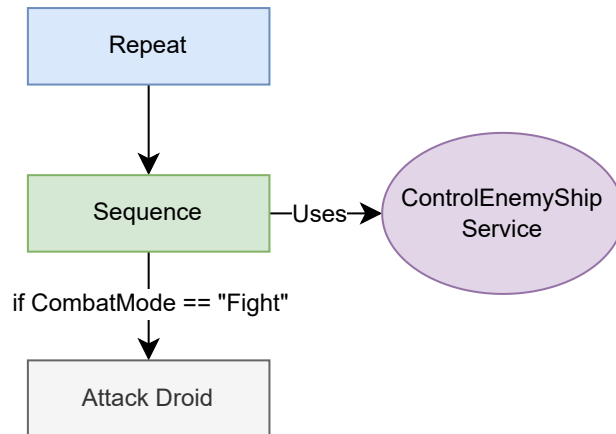 Repeat
Sequence
Uses
ControlEnemyShip
Service
if CombatMode == "Fight"
Attack Droid